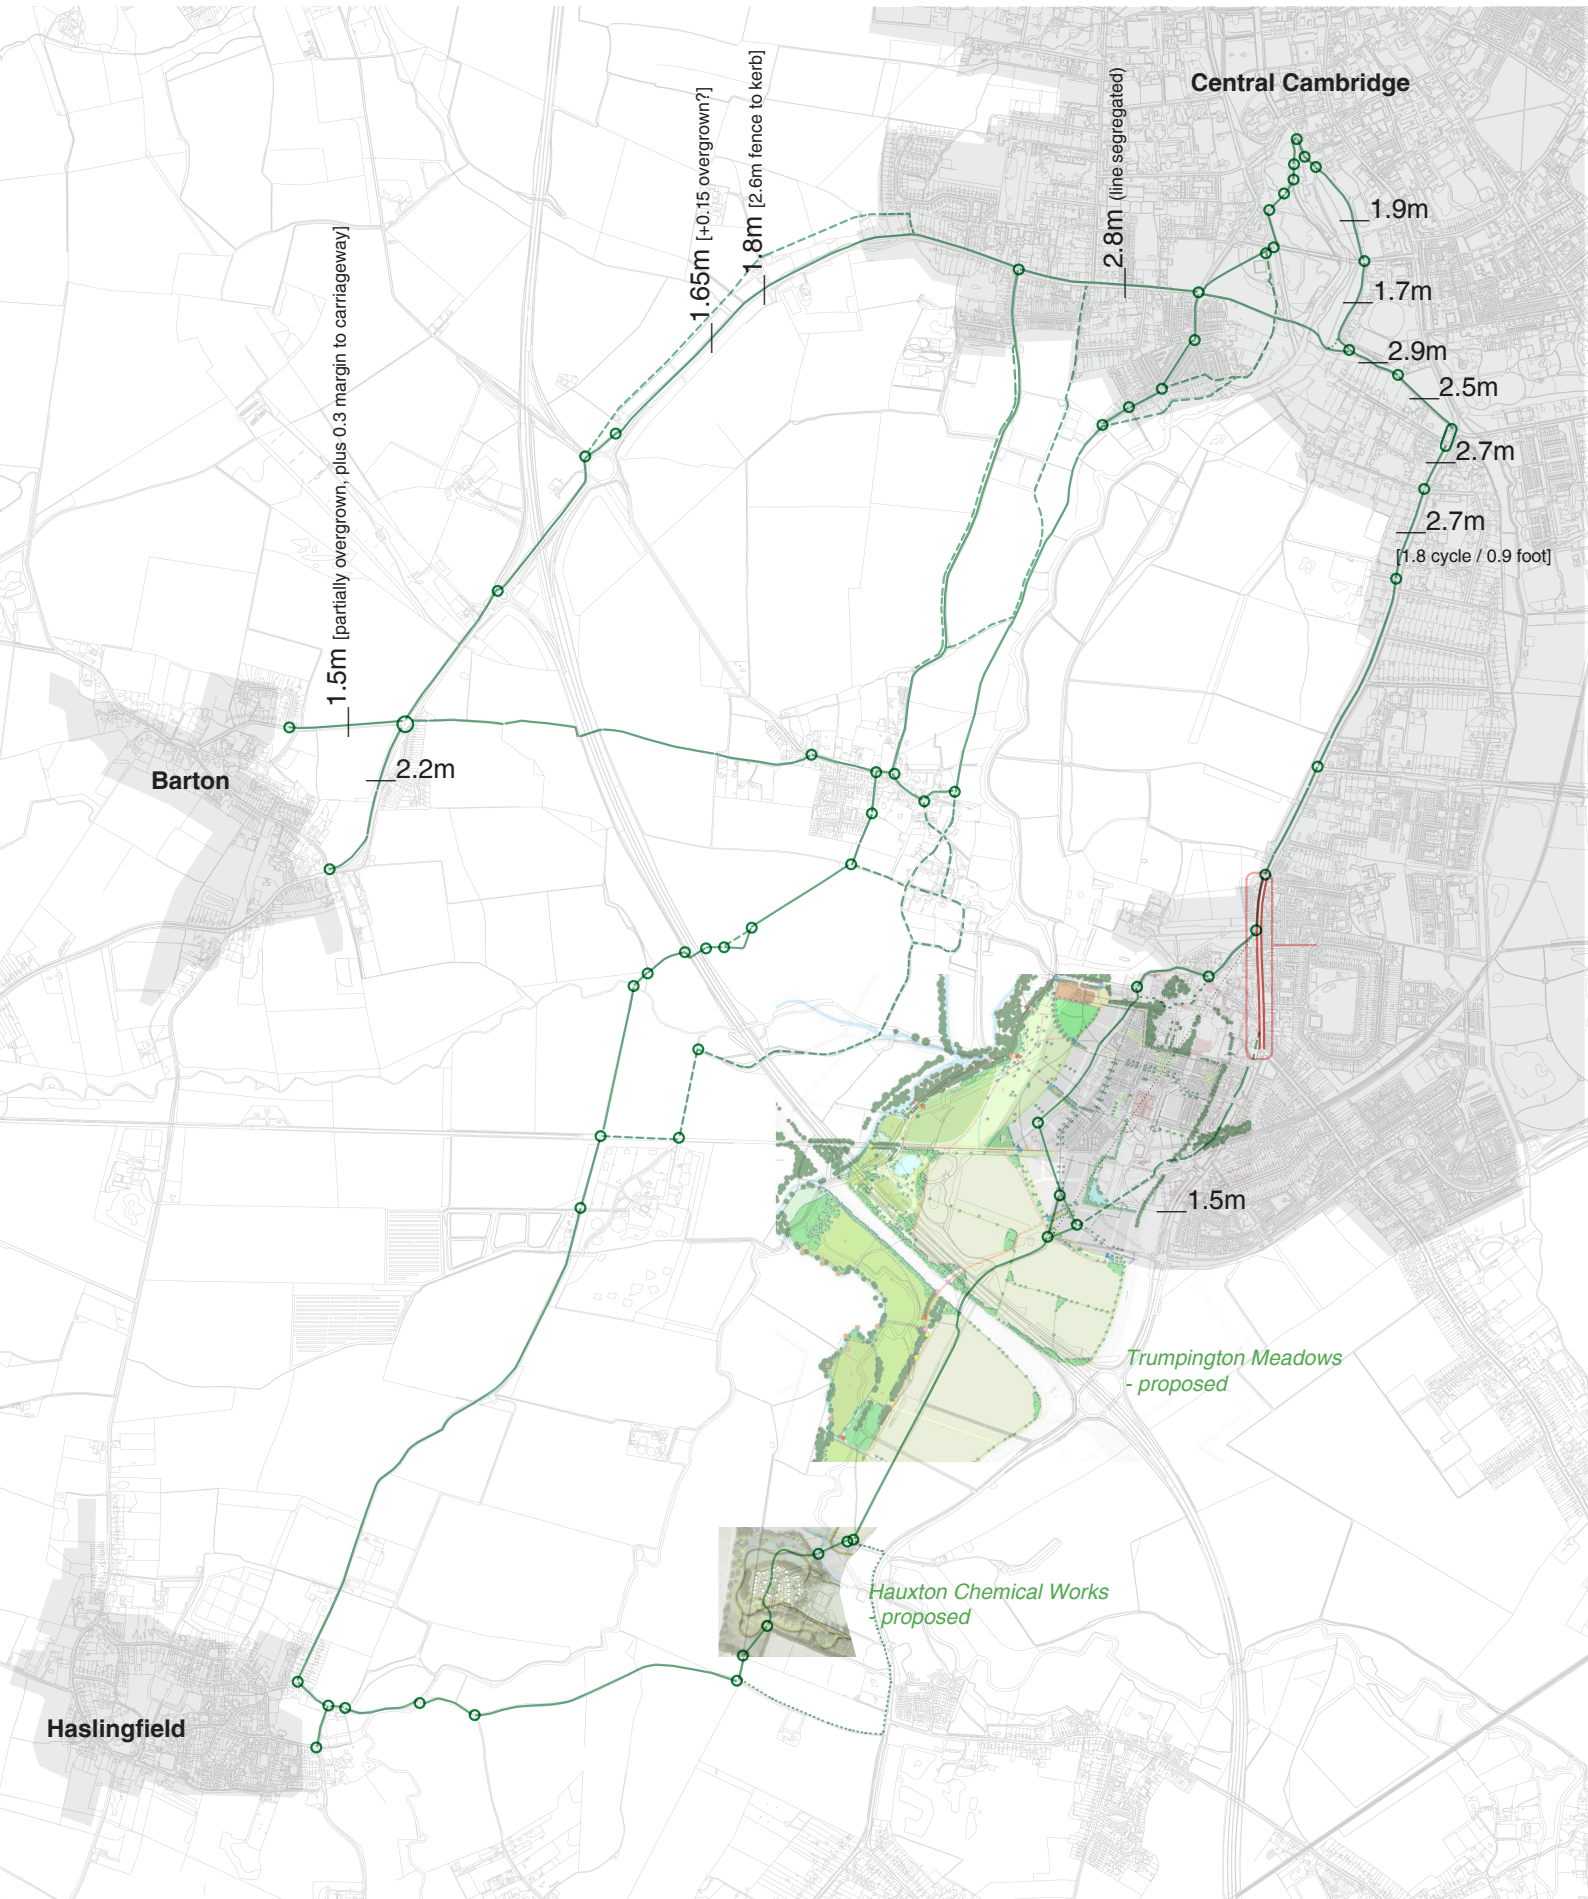 Central Cambridge
1.5m [partially overgrown, plus 0.3 margin to carriageway]
1.65m [+0.15 overgrown?]
1.8m [2.6m fence to kerb]
2.8m (line segregated)
1.9m
1.7m
2.9m
2.5m
2.7m
2.7m
[1.8 cycle / 0.9 foot]
Barton
2.2m
1.5m
Trumpington Meadows
- proposed
Hauxton Chemical Works
- proposed
Haslingfield